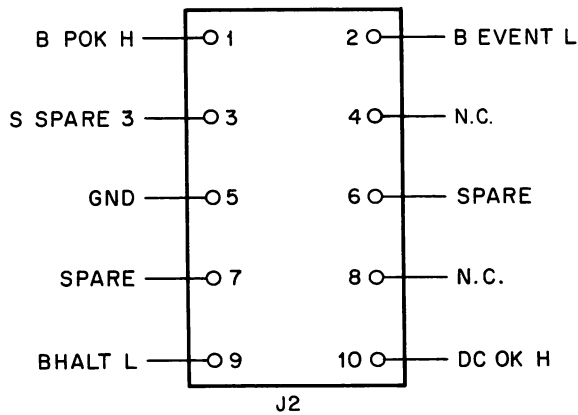 B POK H 1 2 B EVENT L
S SPARE 3 3 4 N.C.
GND 5 6 SPARE
SPARE 7 8 N.C.
BHALT L 9 10 DC OK H
J2